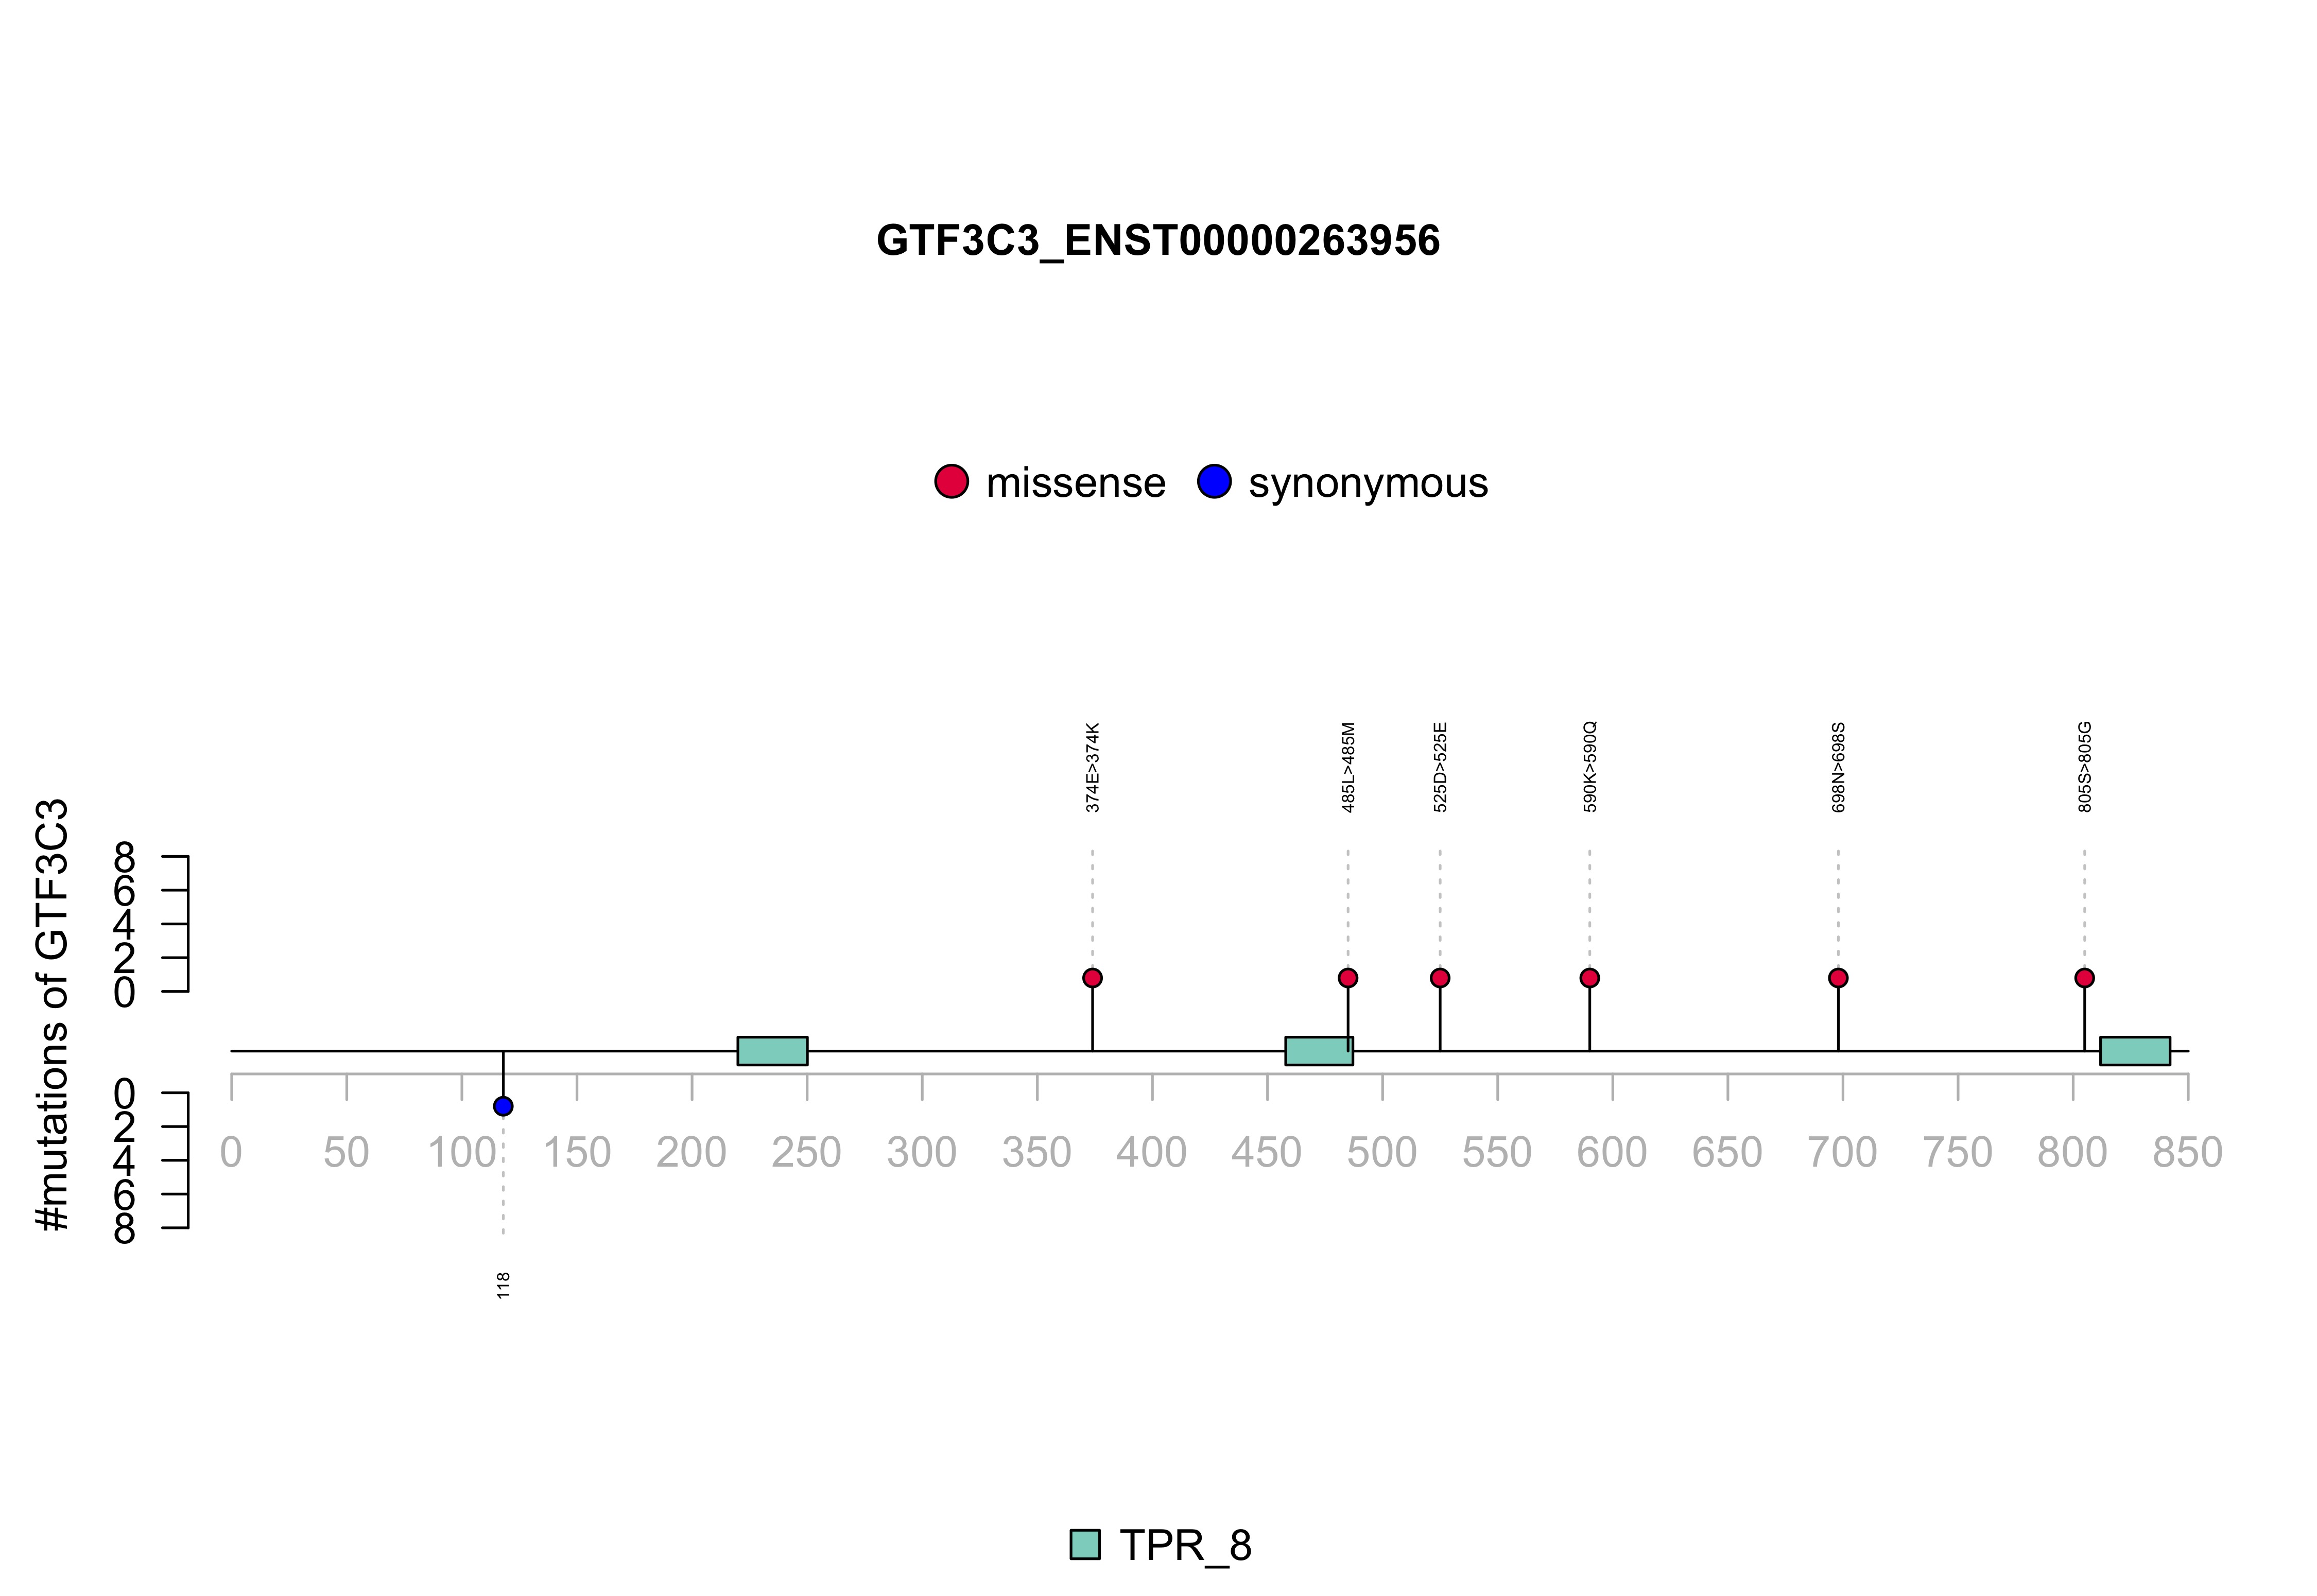 GTF3C3_ENST00000263956
missense synonymous
374E>374K 485L>485M 525D>525E 590K>590Q 698N>698S 805S>805G
#mutations of GTF3C3
8
6
4
2
0
0
2
4
6
8
0 50 100 150 200 250 300 350 400 450 500 550 600 650 700 750 800 850
118
TPR_8